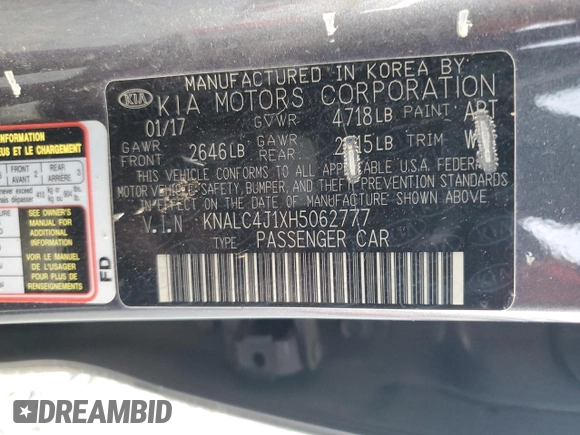 MANUFACTURED IN KOREA BY
KIA KIA MOTORS CORPORATION
01/17 GVWR 4718LB PAINT
GAWR FRONT 2646LB GAWR REAR TRIM
THIS VEHICLE CONFORMS TO ALL APPLICABLE U.S.A. FEDERAL
MOTOR VEHICLE SAFETY, BUMPER, AND THEFT PREVENTION STANDARDS
IN EFFECT ON THE DATE OF MANUFACTURE SHOWN ABOVE.
V.I.N KNALC4J1XH5062777
TYPE PASSENGER CAR
INFORMATION
EUS ET LE CHARGEMENT
FRONT AVANT 2 REAR ARRIÈRE 3
SEE OWNER'S
MANUAL FOR
ADDITIONAL
INFORMATION
VOIR LE MANUEL
DE L'USAGER
POUR PLUS DE
RENSEIGNEMENTS
FD
DREAMBID